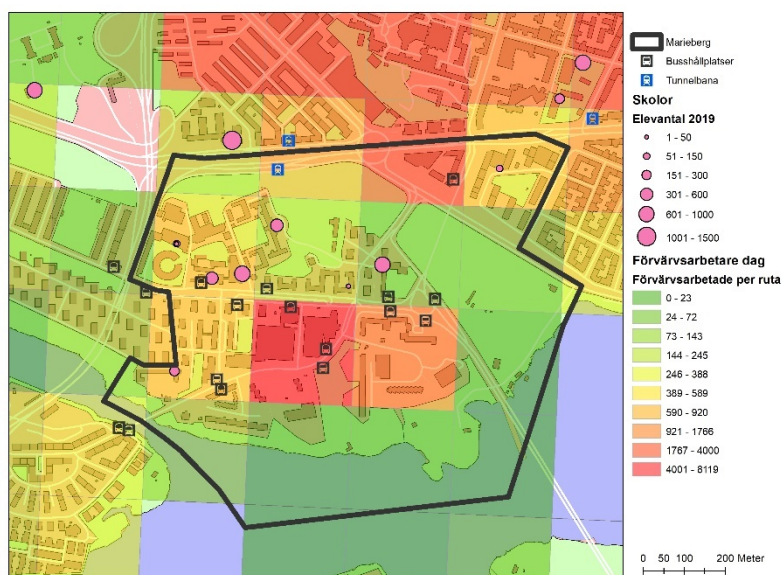 Marieberg
Busshållplatser
Tunnelbana
Skolor
Elevantal 2019
1 - 50
51 - 150
151 - 300
301 - 600
601 - 1000
1001 - 1500
Förvärvsarbetare dag
Förvärvsarbetade per ruta
0 - 23
24 - 72
73 - 143
144 - 245
246 - 388
389 - 589
590 - 920
921 - 1766
1767 - 4000
4001 - 8119
0 50 100 200 Meter